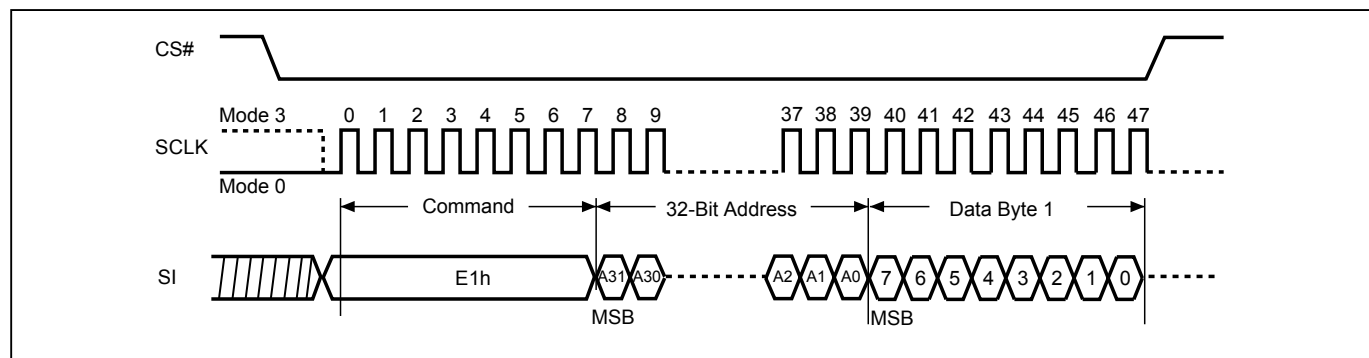 CS#
Mode 3 0 1 2 3 4 5 6 7 8 9 37 38 39 40 41 42 43 44 45 46 47
SCLK
Mode 0
Command 32-Bit Address Data Byte 1
SI E1h A31 A30 A2 A1 A0 7 6 5 4 3 2 1 0
MSB MSB